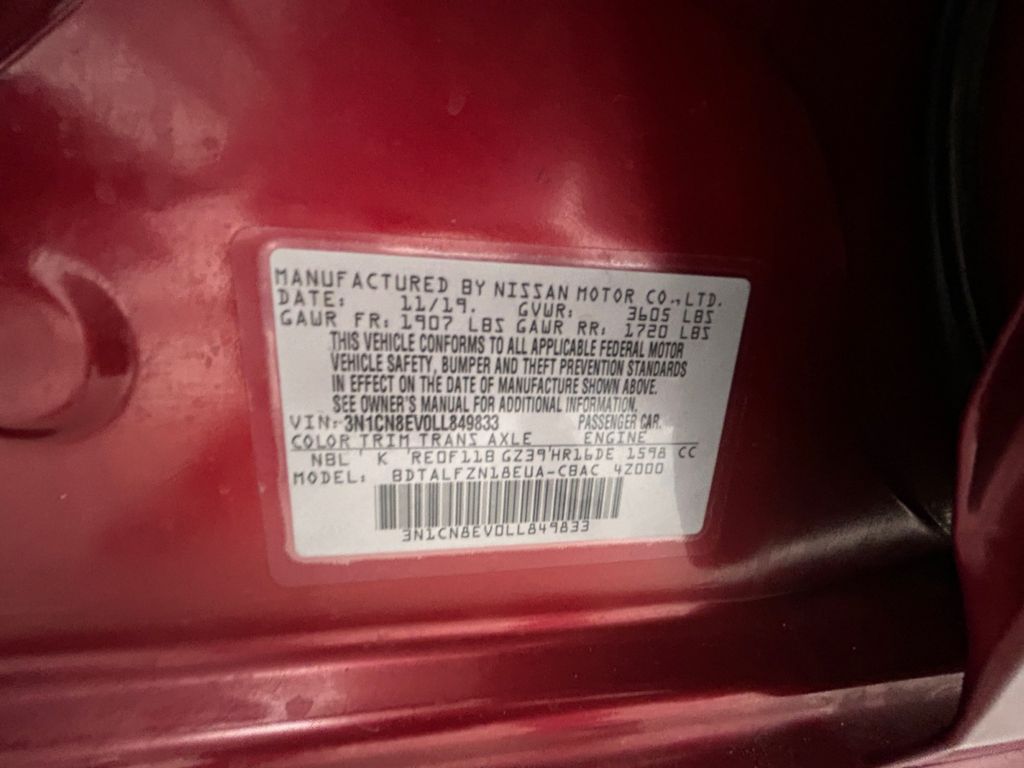 MANUFACTURED BY NISSAN MOTOR CO.,LTD.
DATE: 11/19. GVWR: 3605 LBS
GAWR FR: 1907 LBS GAWR RR: 1720 LBS
THIS VEHICLE CONFORMS TO ALL APPLICABLE FEDERAL MOTOR
VEHICLE SAFETY, BUMPER AND THEFT PREVENTION STANDARDS
IN EFFECT ON THE DATE OF MANUFACTURE SHOWN ABOVE.
SEE OWNER'S MANUAL FOR ADDITIONAL INFORMATION.
VIN: 3N1CN8EV0LL849833 PASSENGER CAR.
COLOR TRIM TRANS AXLE ENGINE
NBL K RE0F11B GZ39 HR16DE 1598 CC
MODEL: BDTALFZN18EUA-CBAC 4Z000
3N1CN8EV0LL849833